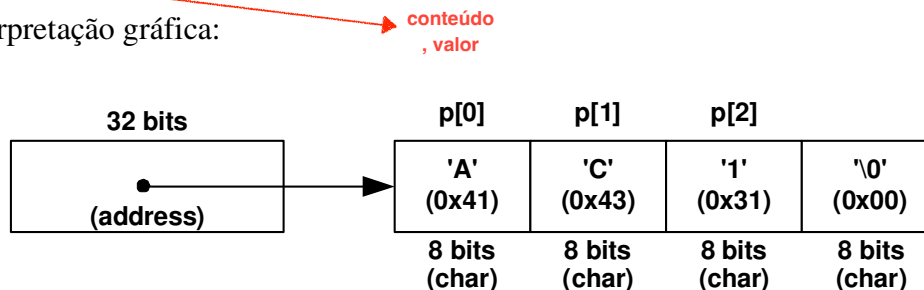 conteúdo
, valor
rpretação gráfica:
32 bits
p[0] p[1] p[2]
(address)
'A' 'C' '1' '\0'
(0x41) (0x43) (0x31) (0x00)
8 bits 8 bits 8 bits 8 bits
(char) (char) (char) (char)